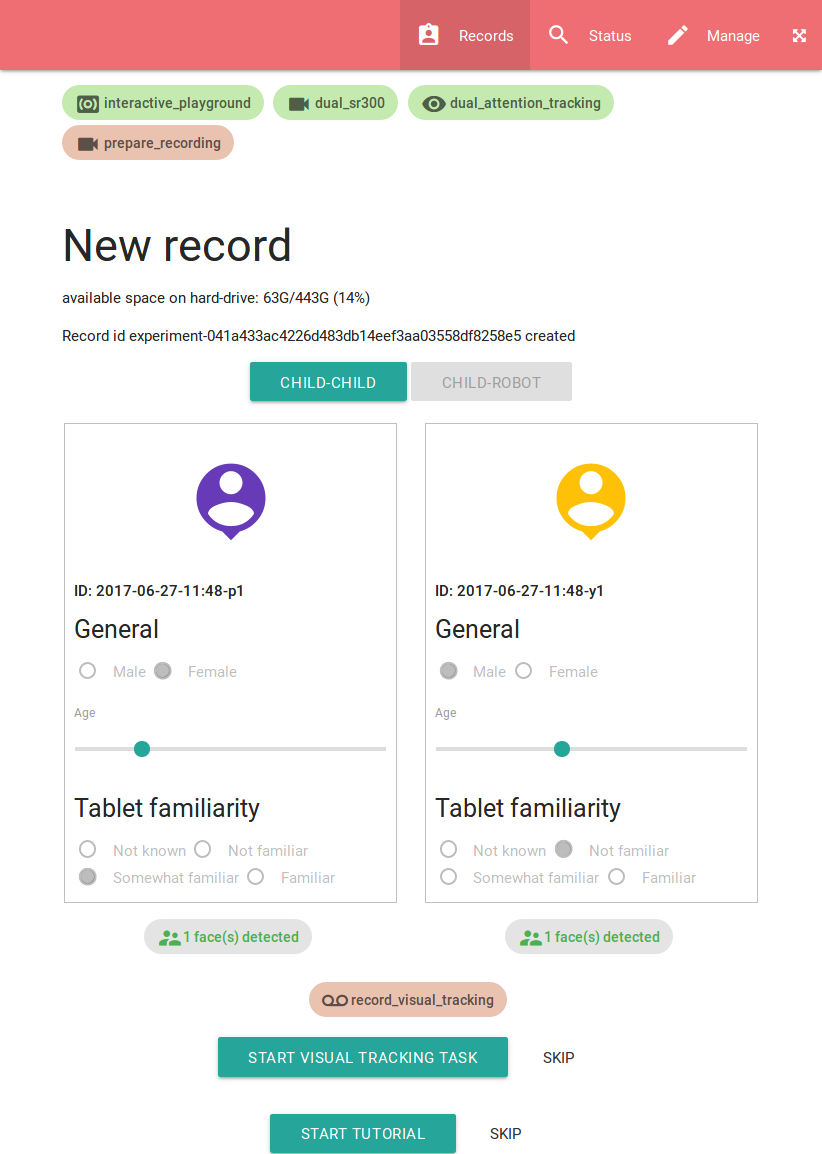 Records Status Manage
interactive_playground dual_sr300 dual_attention_tracking
prepare_recording
New record
available space on hard-drive: 63G/443G (14%)
Record id experiment-041a433ac4226d483db14eef3aa03558df8258e5 created
CHILD-CHILD CHILD-ROBOT
ID: 2017-06-27-11:48-p1
General
Male Female
Age
Tablet familiarity
Not known Not familiar
Somewhat familiar Familiar
1 face(s) detected
ID: 2017-06-27-11:48-y1
General
Male Female
Age
Tablet familiarity
Not known Not familiar
Somewhat familiar Familiar
1 face(s) detected
record_visual_tracking
START VISUAL TRACKING TASK SKIP
START TUTORIAL SKIP